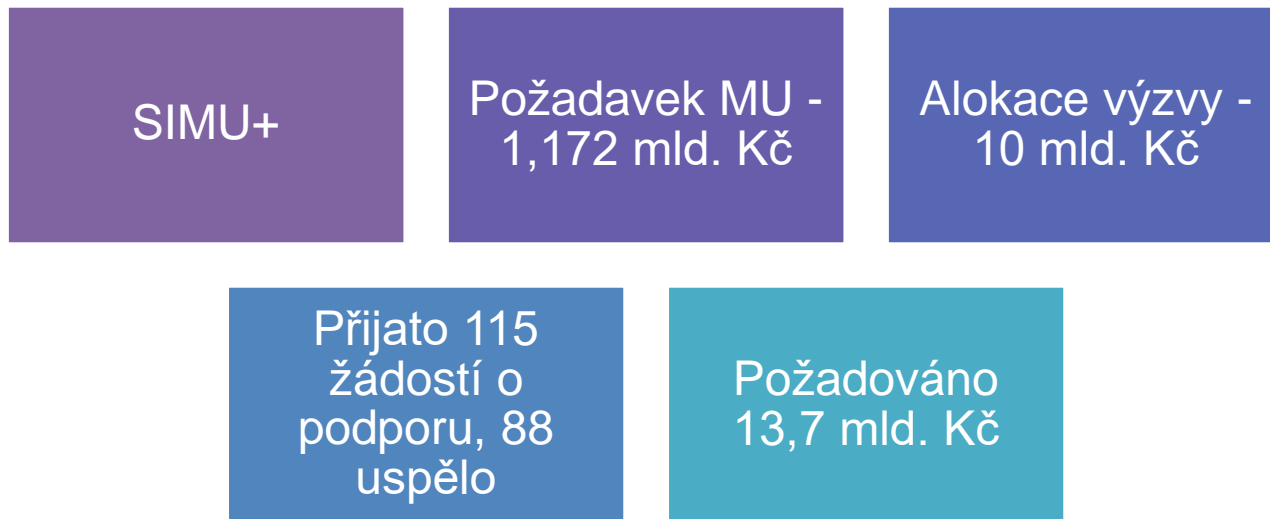 SIMU+
Požadavek MU -
1,172 mld. Kč
Alokace výzvy -
10 mld. Kč
Přijato 115
žádostí o
podporu, 88
uspělo
Požadováno
13,7 mld. Kč